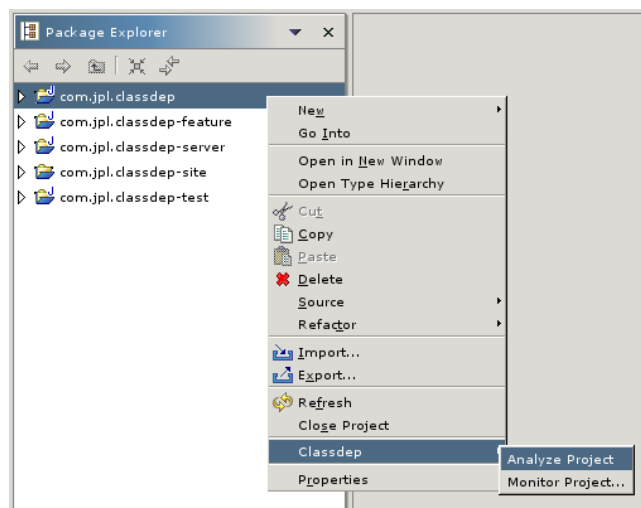 Package Explorer
com.jpl.classdep
com.jpl.classdep-feature
com.jpl.classdep-server
com.jpl.classdep-site
com.jpl.classdep-test
New
Go Into
Open in New Window
Open Type Hierarchy
Cut
Copy
Paste
Delete
Source
Refactor
Import...
Export...
Refresh
Close Project
Classdep
Properties
Analyze Project
Monitor Project...